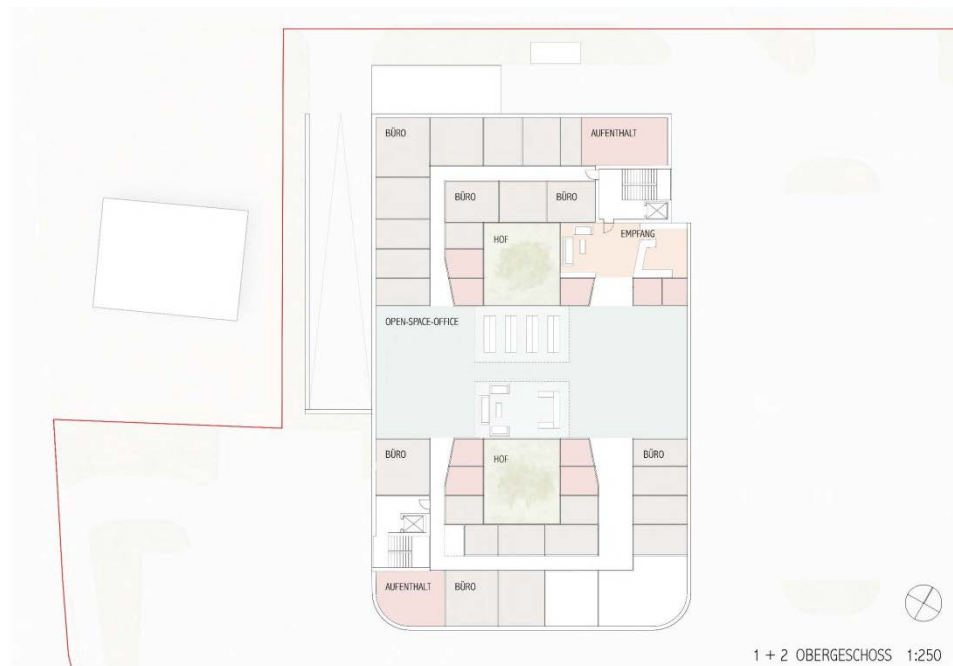 BÜRO
AUFENTHALT
BÜRO
BÜRO
HOF
EMPFANG
OPEN-SPACE-OFFICE
BÜRO
HOF
BÜRO
AUFENTHALT
BÜRO
1 + 2 OBERGESCHOSS 1:250